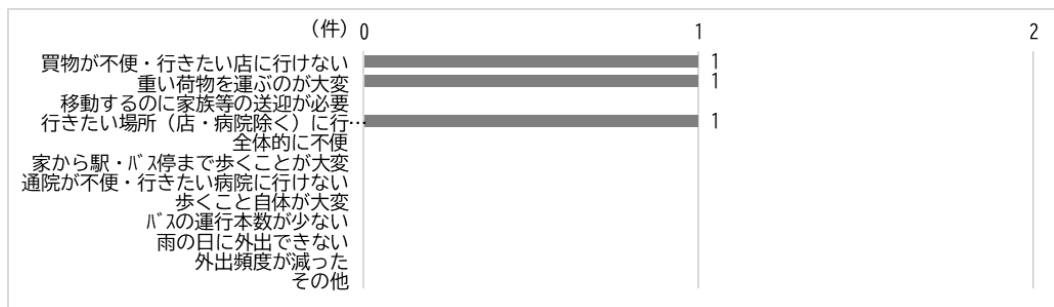 （件） 0 1 2
買物が不便・行きたい店に行けない 1
重い荷物を運ぶのが大変 1
移動するのに家族等の送迎が必要
行きたい場所（店・病院除く）に行… 1
全体的に不便
家から駅・ﾊﾞｽ停まで歩くことが大変
通院が不便・行きたい病院に行けない
歩くこと自体が大変
ﾊﾞｽの運行本数が少ない
雨の日に外出できない
外出頻度が減った
その他